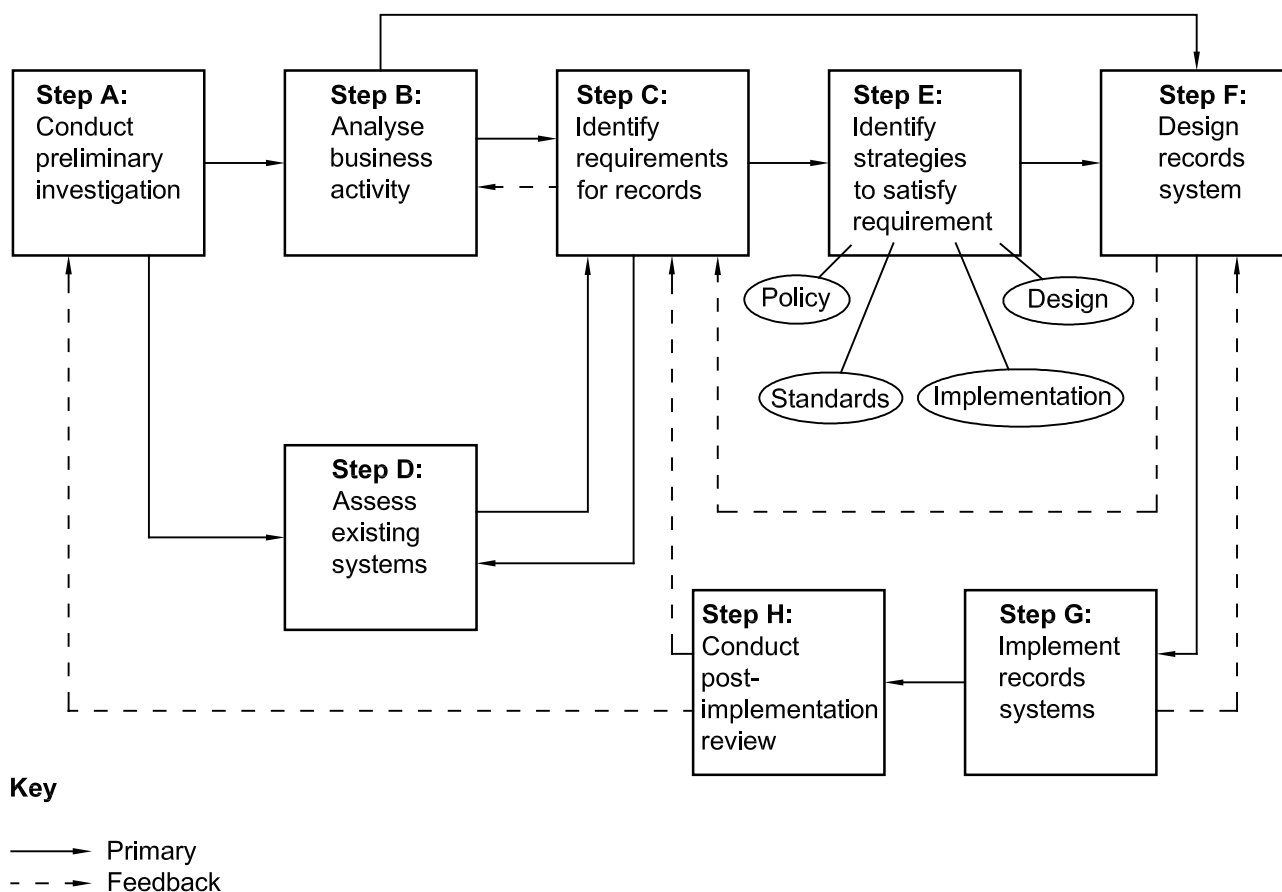 Step A:
Conduct
preliminary
investigation
Step B:
Analyse
business
activity
Step C:
Identify
requirements
for records
Step E:
Identify
strategies
to satisfy
requirement
Step F:
Design
records
system
Policy
Design
Standards
Implementation
Step D:
Assess
existing
systems
Step H:
Conduct
post-
implementation
review
Step G:
Implement
records
systems
Key
Primary
Feedback